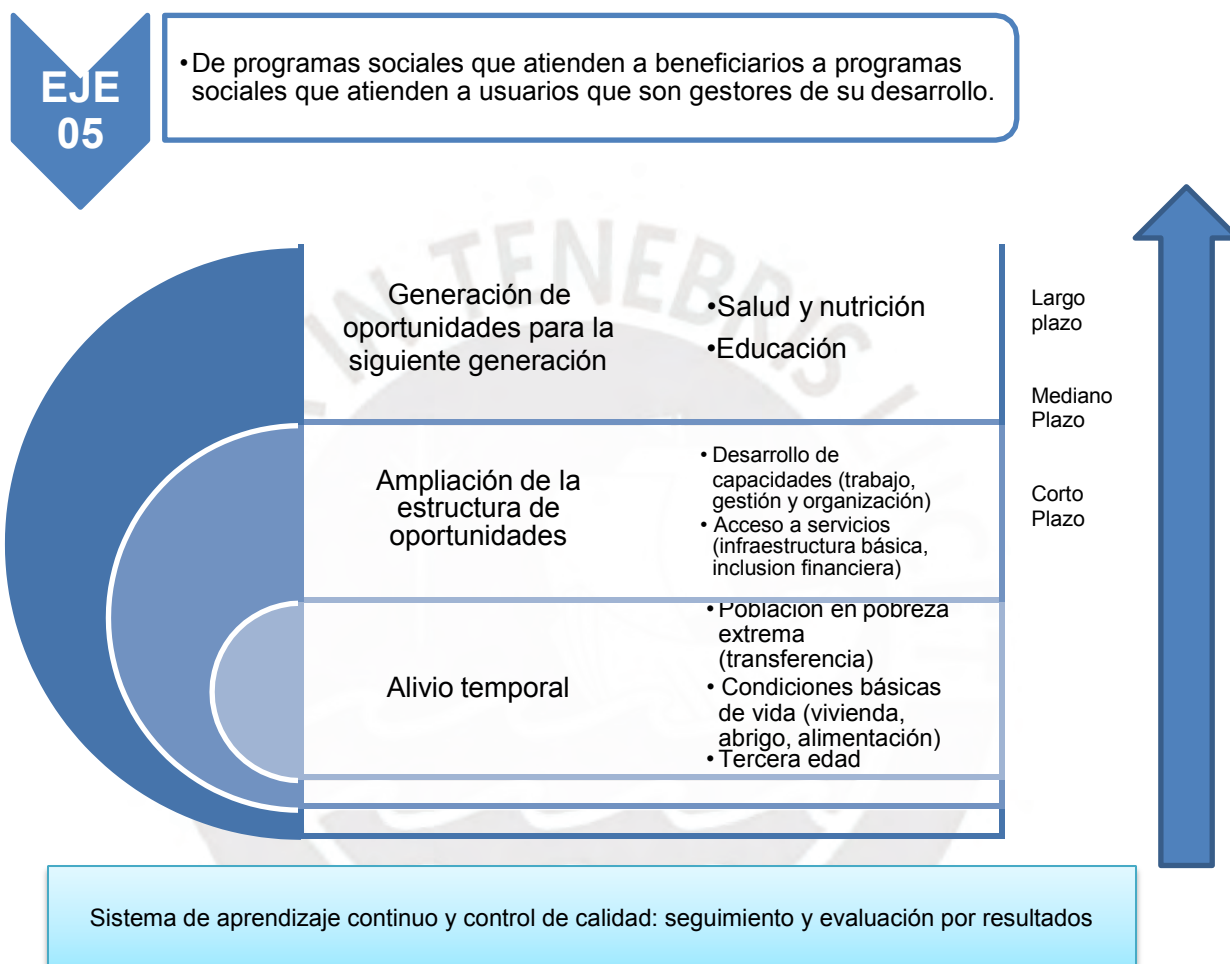 EJE
05
•De programas sociales que atienden a beneficiarios a programas
sociales que atienden a usuarios que son gestores de su desarrollo.
Generación de
oportunidades para la
siguiente generación
•Salud y nutrición
•Educación
Largo
plazo
Mediano
Plazo
Corto
Plazo
Ampliación de la
estructura de
oportunidades
• Desarrollo de
capacidades (trabajo,
gestión y organización)
• Acceso a servicios
(infraestructura básica,
inclusion financiera)
Alivio temporal
• Población en pobreza
extrema
(transferencia)
• Condiciones básicas
de vida (vivienda,
abrigo, alimentación)
• Tercera edad
Sistema de aprendizaje continuo y control de calidad: seguimiento y evaluación por resultados
IN TENEBRIS